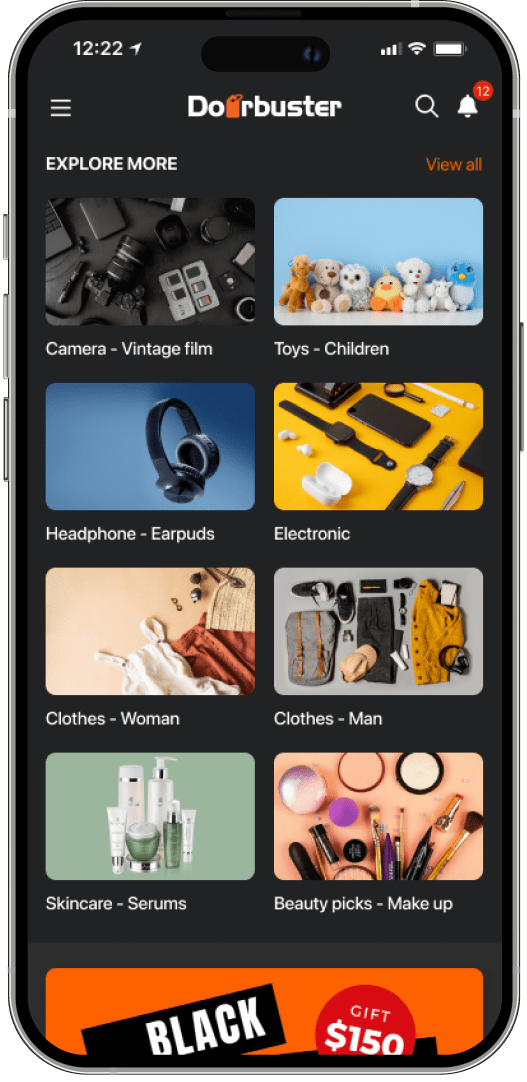 12:22
Doorbuster
12
EXPLORE MORE
View all
Camera - Vintage film
Toys - Children
Headphone - Earpuds
Electronic
Clothes - Woman
Clothes - Man
Skincare - Serums
Beauty picks - Make up
BLACK
GIFT
$150